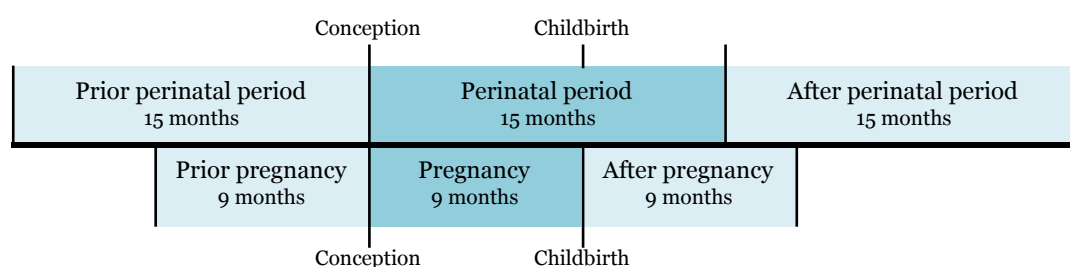 Conception Childbirth
Prior perinatal period Perinatal period After perinatal period
15 months 15 months 15 months
Prior pregnancy Pregnancy After pregnancy
9 months 9 months 9 months
Conception Childbirth